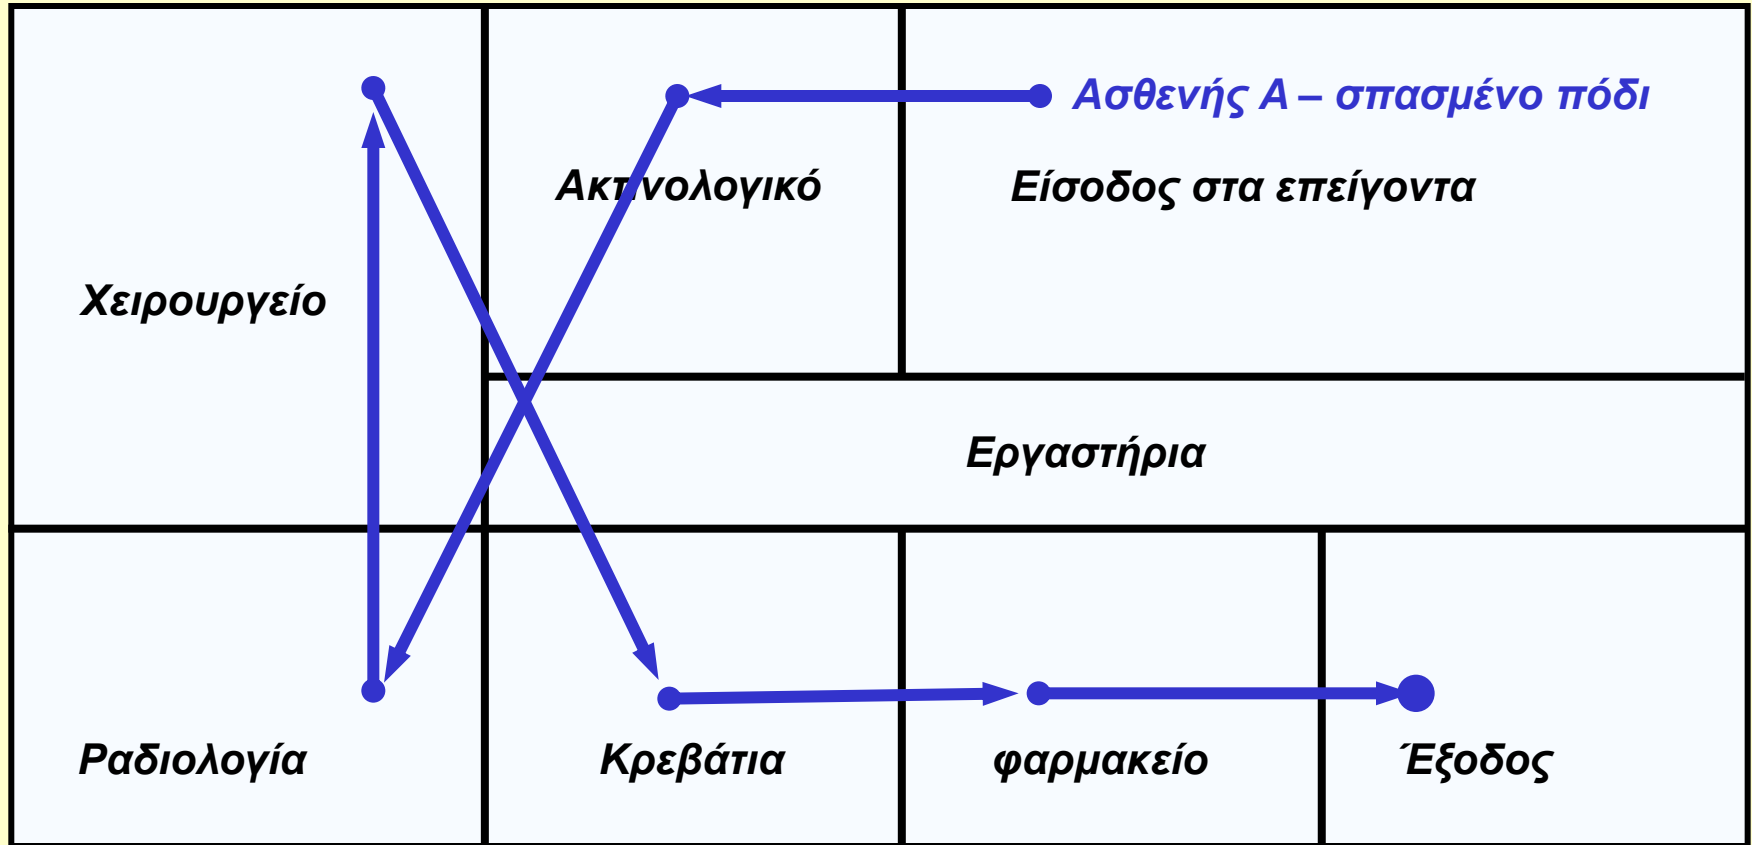 Ασθενής Α – σπασμένο πόδι
Ακτινολογικό
Είσοδος στα επείγοντα
Χειρουργείο
Εργαστήρια
Ραδιολογία
Κρεβάτια
φαρμακείο
Έξοδος